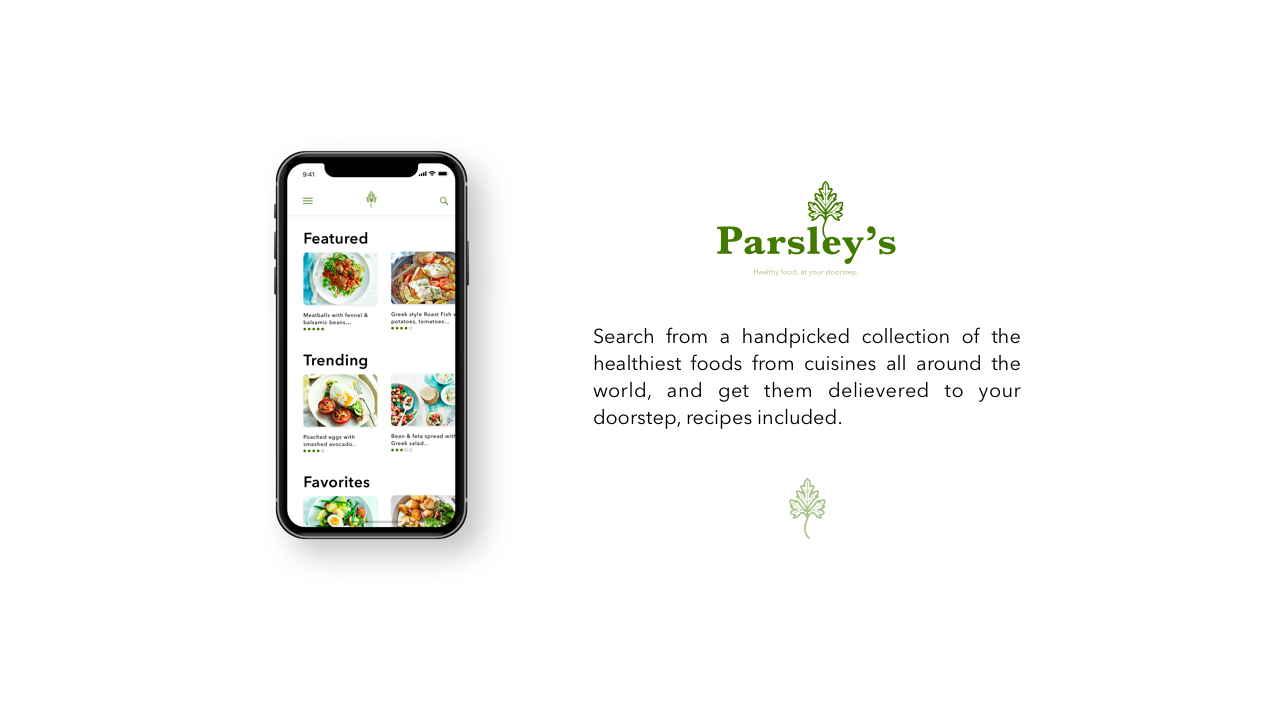 9:41
Featured
Meatballs with fennel &
balsamic beans...
Greek style Roast Fish w
potatoes, tomatoes...
Trending
Poached eggs with
smashed avocado..
Bean & feta spread with
Greek salad...
Favorites
Parsley’s
Healthy food, at your doorstep.
Search from a handpicked collection of the
healthiest foods from cuisines all around the
world, and get them delievered to your
doorstep, recipes included.